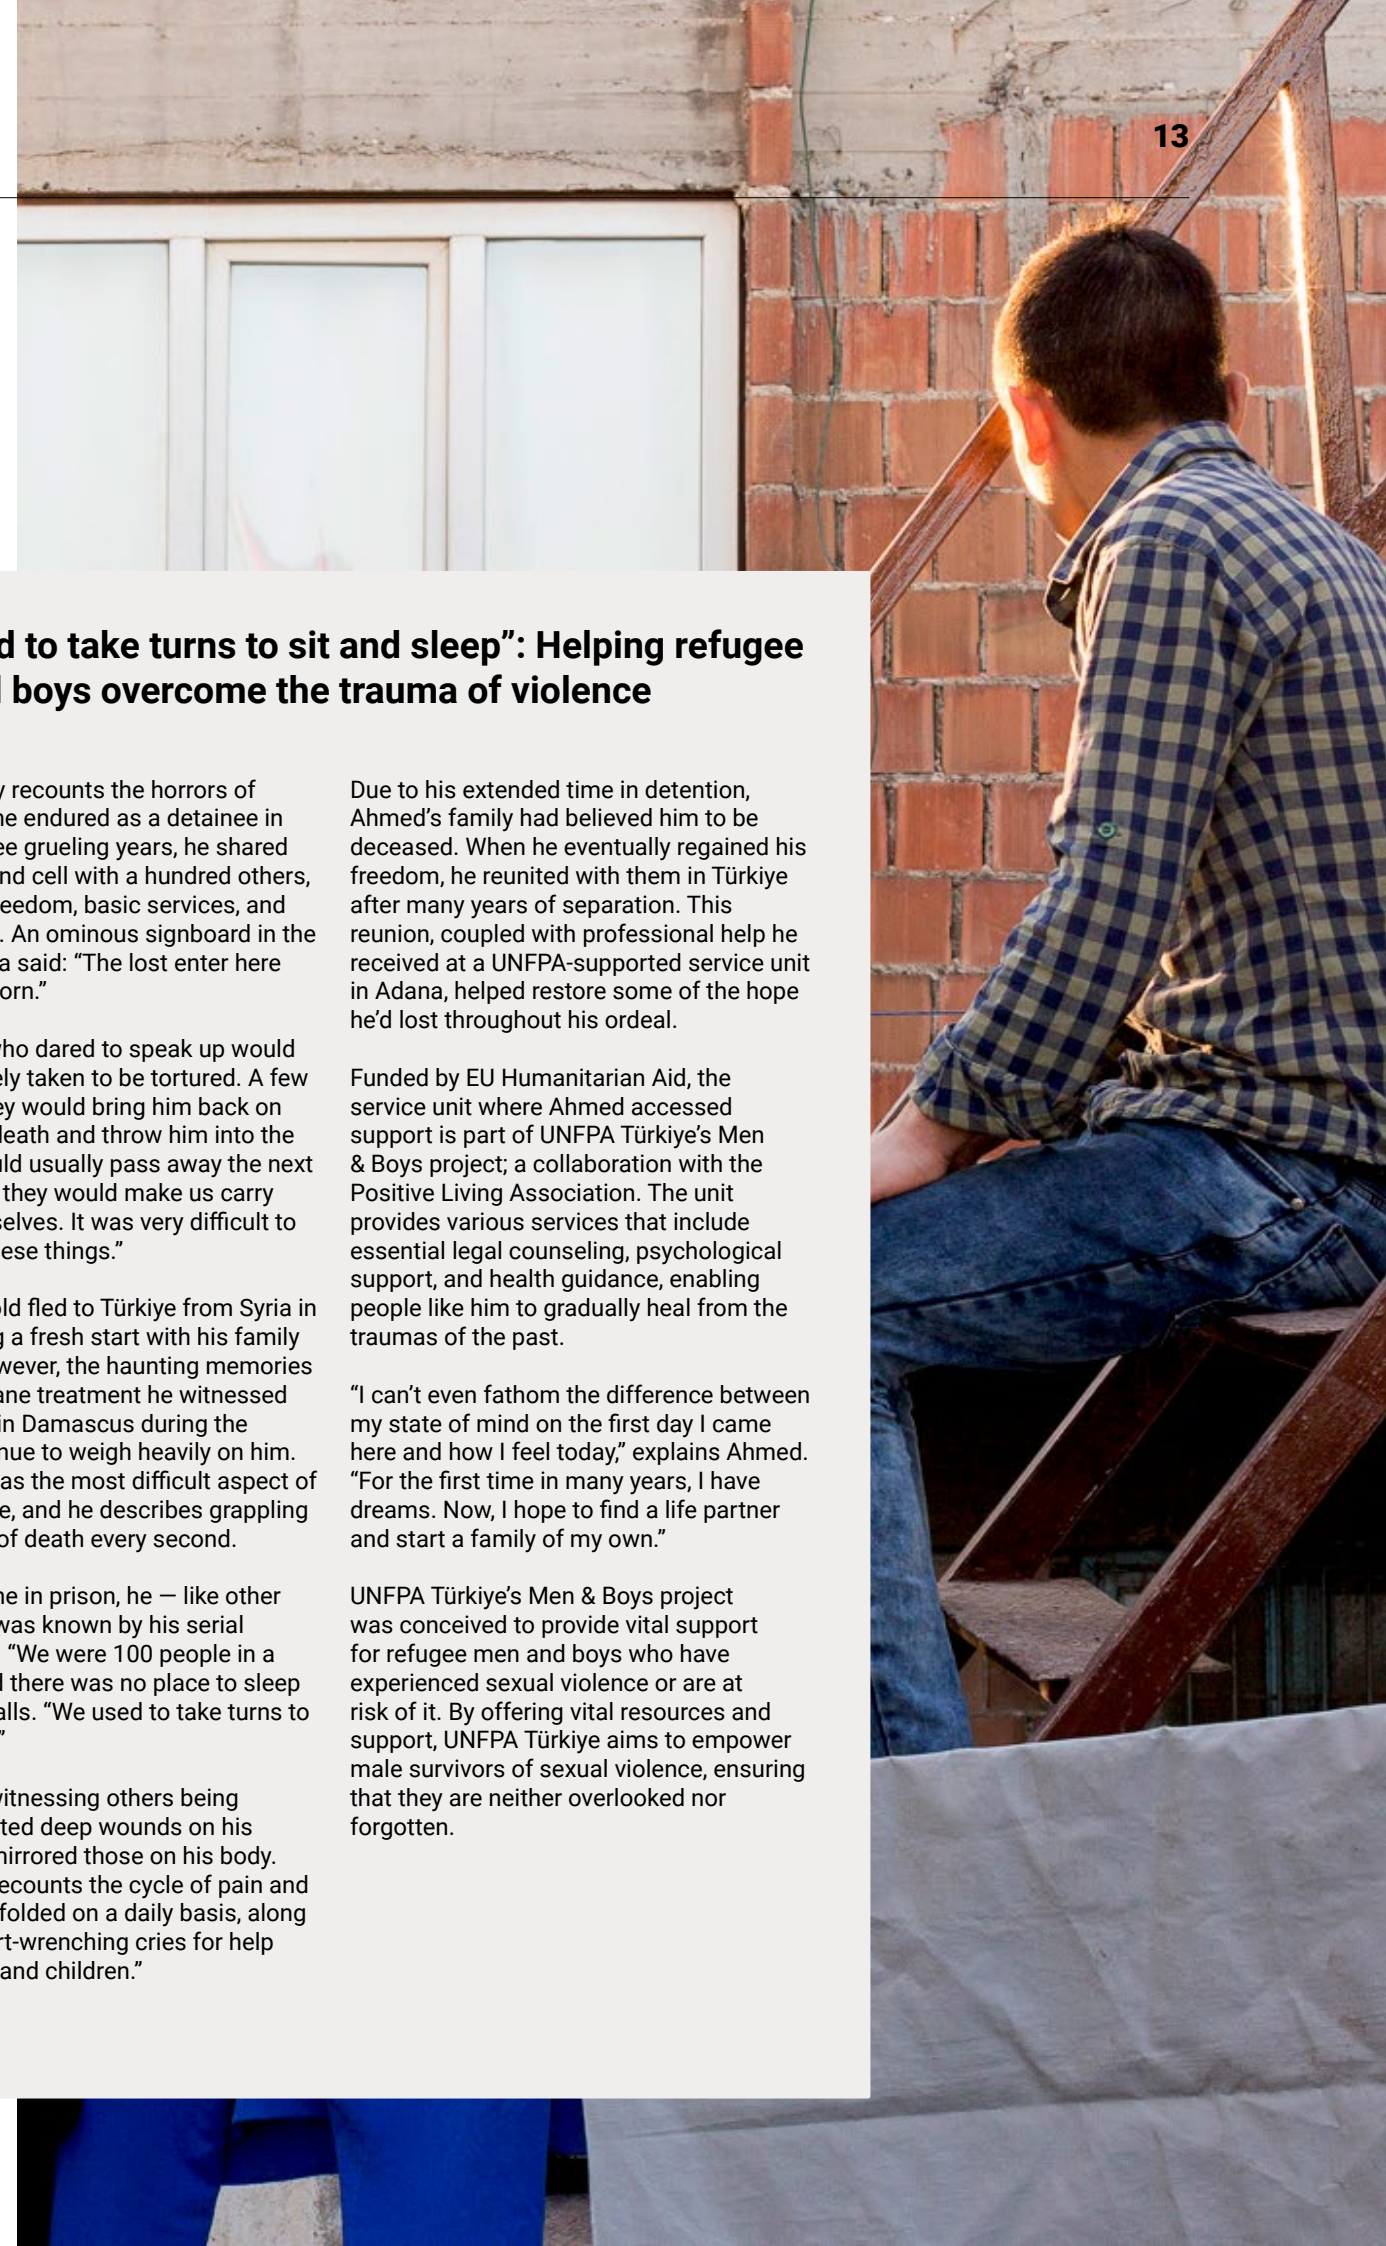 13
d to take turns to sit and sleep”: Helping refugee
boys overcome the trauma of violence
y recounts the horrors of
he endured as a detainee in
ee grueling years, he shared
nd cell with a hundred others,
reedom, basic services, and
. An ominous signboard in the
a said: “The lost enter here
orn.”
who dared to speak up would
ely taken to be tortured. A few
ey would bring him back on
death and throw him into the
uld usually pass away the next
they would make us carry
selves. It was very difficult to
ese things.”
old fled to Türkiye from Syria in
g a fresh start with his family
wever, the haunting memories
ane treatment he witnessed
in Damascus during the
nue to weigh heavily on him.
as the most difficult aspect of
e, and he describes grappling
of death every second.
me in prison, he — like other
was known by his serial
“We were 100 people in a
d there was no place to sleep
alls. “We used to take turns to
”
witnessing others being
ted deep wounds on his
mirrored those on his body.
ecounts the cycle of pain and
folded on a daily basis, along
rt-wrenching cries for help
and children.”
Due to his extended time in detention,
Ahmed’s family had believed him to be
deceased. When he eventually regained his
freedom, he reunited with them in Türkiye
after many years of separation. This
reunion, coupled with professional help he
received at a UNFPA-supported service unit
in Adana, helped restore some of the hope
he’d lost throughout his ordeal.
Funded by EU Humanitarian Aid, the
service unit where Ahmed accessed
support is part of UNFPA Türkiye’s Men
& Boys project; a collaboration with the
Positive Living Association. The unit
provides various services that include
essential legal counseling, psychological
support, and health guidance, enabling
people like him to gradually heal from the
traumas of the past.
“I can’t even fathom the difference between
my state of mind on the first day I came
here and how I feel today,” explains Ahmed.
“For the first time in many years, I have
dreams. Now, I hope to find a life partner
and start a family of my own.”
UNFPA Türkiye’s Men & Boys project
was conceived to provide vital support
for refugee men and boys who have
experienced sexual violence or are at
risk of it. By offering vital resources and
support, UNFPA Türkiye aims to empower
male survivors of sexual violence, ensuring
that they are neither overlooked nor
forgotten.